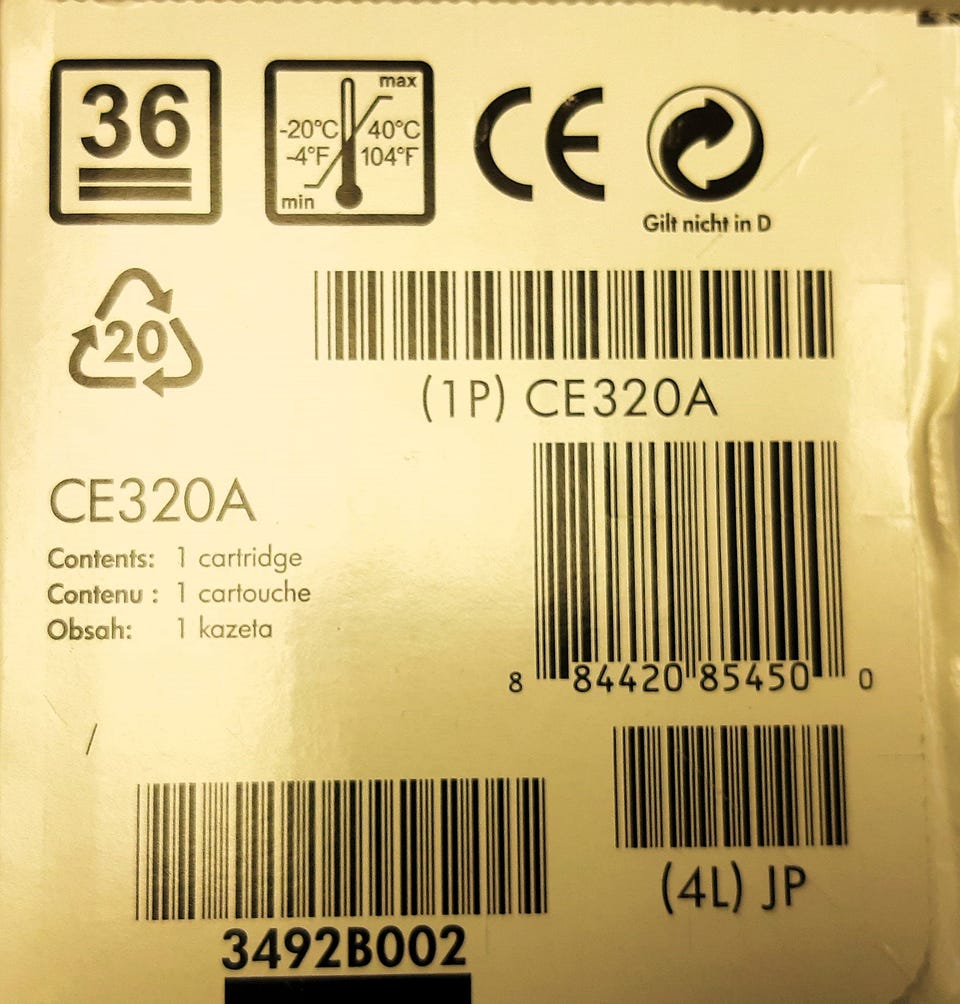 36
max
-20°C 40°C
-4°F 104°F
min
CE
Gilt nicht in D
20
(1P) CE320A
CE320A
Contents: 1 cartridge
Contenu : 1 cartouche
Obsah: 1 kazeta
8 84420 85450 0
(4L) JP
3492B002